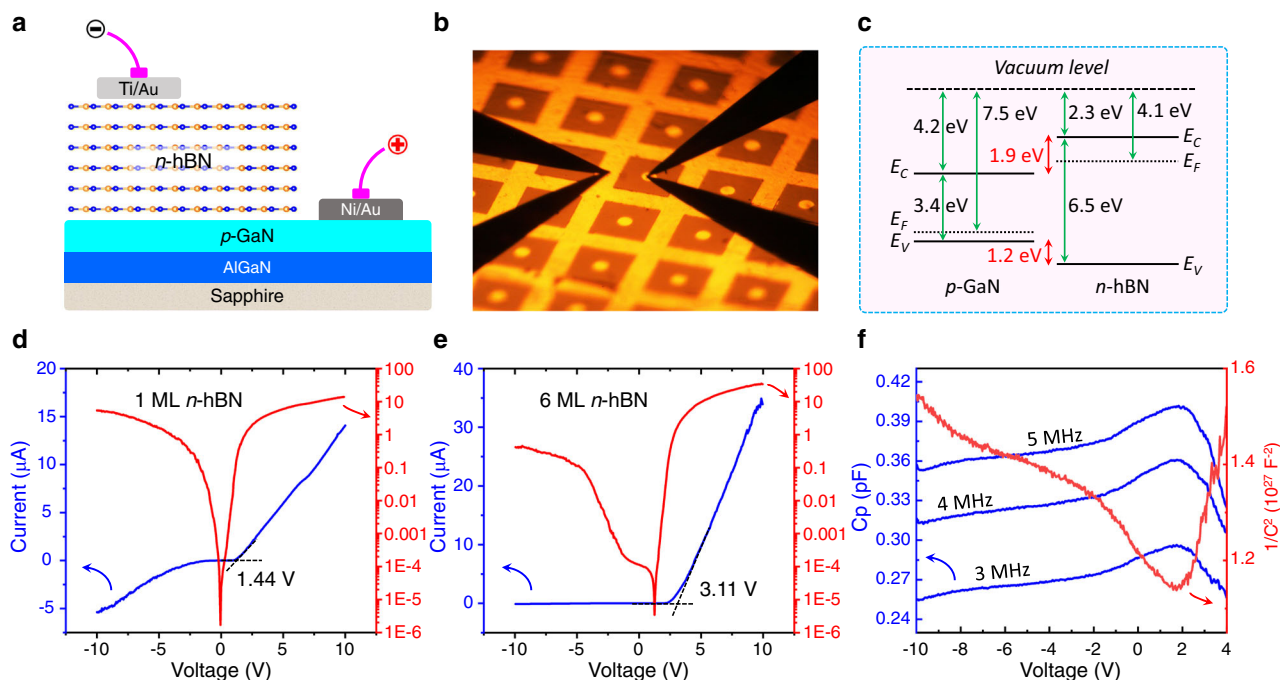 a
−
Ti/Au
n-hBN
+
Ni/Au
p-GaN
AlGaN
Sapphire
b
c
Vacuum level
4.2 eV
7.5 eV
2.3 eV
4.1 eV
1.9 eV
E_C
E_F
E_C
3.4 eV
6.5 eV
E_F
E_V
1.2 eV
E_V
p-GaN
n-hBN
d
20
15
10
5
0
-5
Current (μA)
1 ML n-hBN
1.44 V
100
10
1
0.1
0.01
0.001
1E-4
1E-5
1E-6
-10
-5
0
5
10
Voltage (V)
e
40
30
20
10
0
Current (μA)
6 ML n-hBN
3.11 V
100
10
1
0.1
0.01
0.001
1E-4
1E-5
1E-6
-10
-5
0
5
10
Voltage (V)
f
0.42
0.39
0.36
0.33
0.30
0.27
0.24
Cp (pF)
5 MHz
4 MHz
3 MHz
1.6
1.4
1.2
1/C² (10²⁷ F⁻²)
-10
-8
-6
-4
-2
0
2
4
Voltage (V)